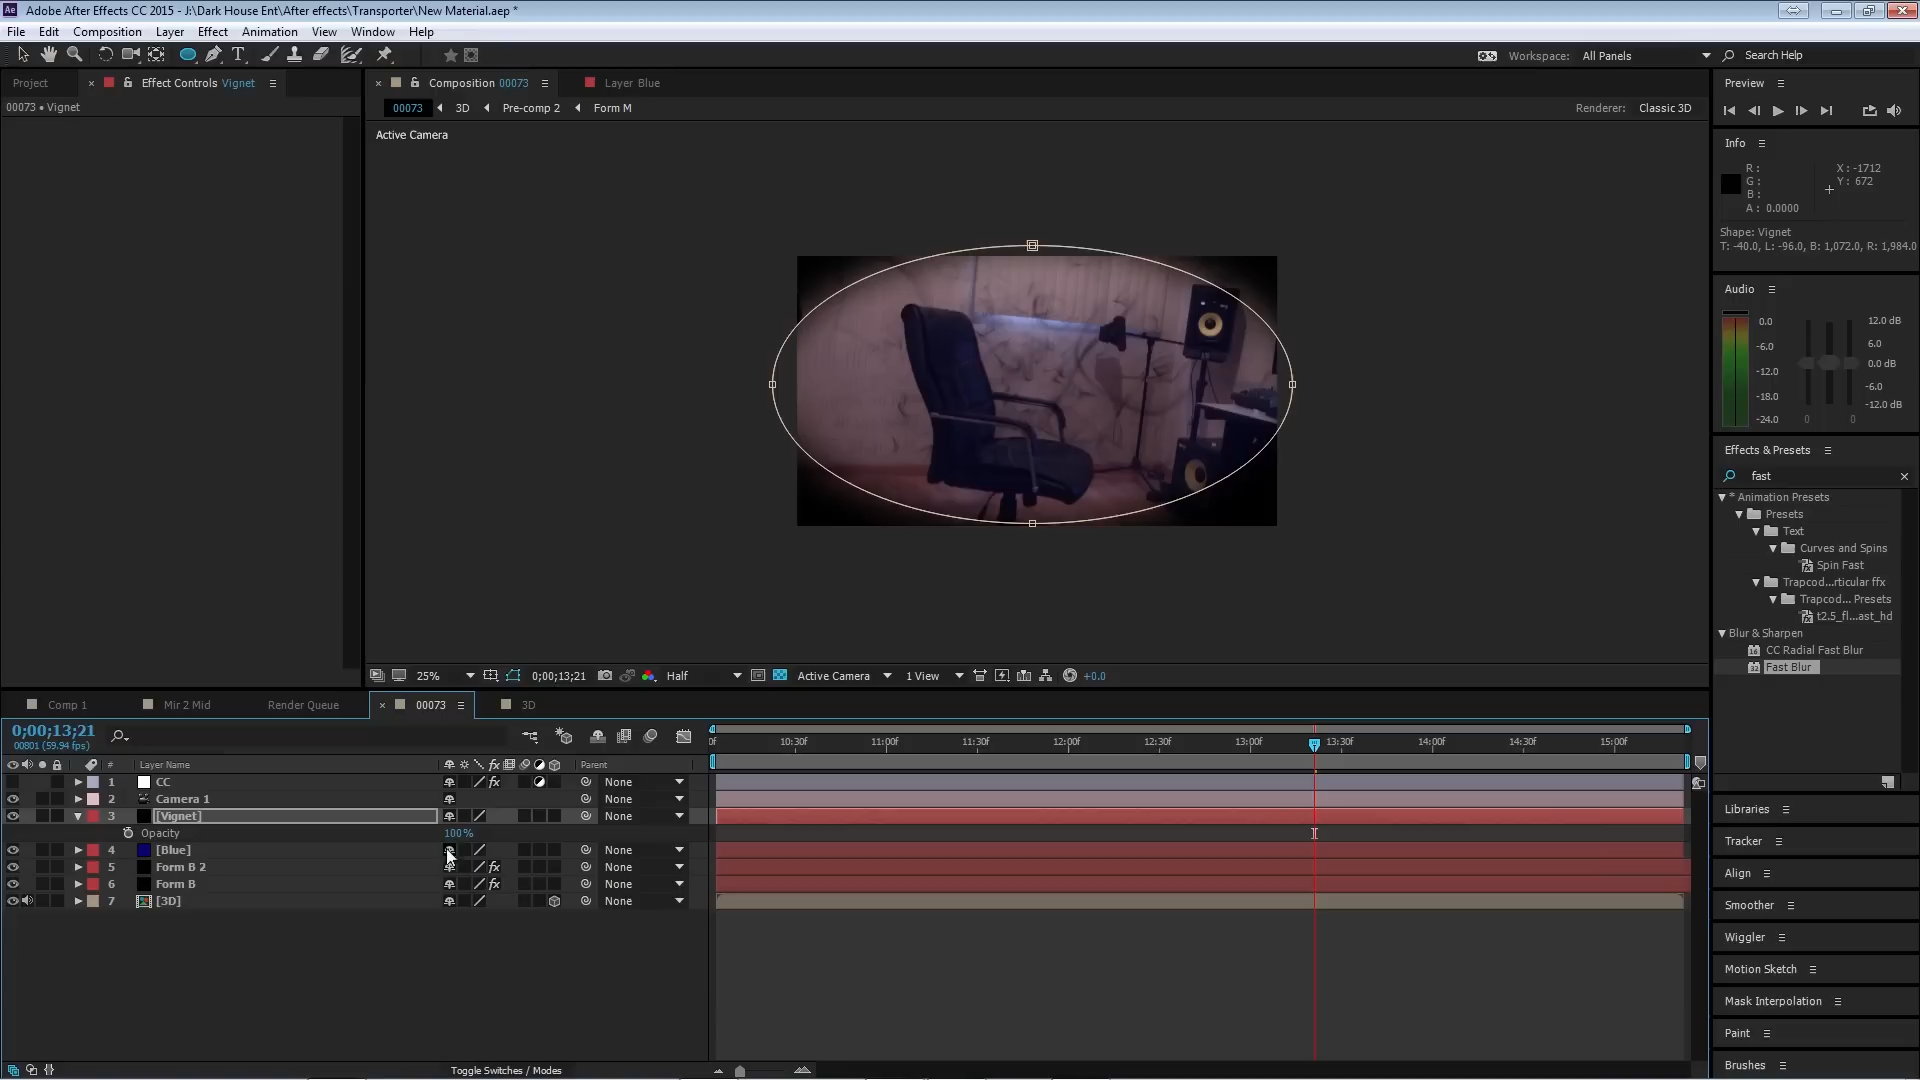 Adobe After Effects CC 2015 - J:\Dark House Ent\After effects\Transporter\New Material.aep *
File Edit Composition Layer Effect Animation View Window Help
Workspace: All Panels Search Help
Project × Effect Controls Vignet
× Composition 00073 Layer Blue
Preview
00073 • Vignet
00073 3D Pre-comp 2 Form M
Renderer: Classic 3D
Active Camera
Info
R :
G :
B :
A : 0.0000
X : -1712
Y : 672
Shape: Vignet
T: -40.0, L: -96.0, B: 1,072.0, R: 1,984.0
Audio
0.0
-6.0
-12.0
-18.0
-24.0
12.0 dB
6.0
0.0 dB
-6.0
-12.0 dB
0 0
Effects & Presets
fast
* Animation Presets
Presets
Text
Curves and Spins
Spin Fast
Trapcod...rticular ffx
Trapcod... Presets
t2.5_fl...ast_hd
Blur & Sharpen
CC Radial Fast Blur
Fast Blur
25% 0;00;13;21 Half Active Camera 1 View +0.0
Comp 1 Mir 2 Mid Render Queue × 00073 3D
0;00;13;21
00801 (59.94 fps)
0f 10:30f 11:00f 11:30f 12:00f 12:30f 13:00f 13:30f 14:00f 14:30f 15:00f
# Layer Name fx Parent
1 CC fx None
2 Camera 1 None
3 [Vignet] None
Opacity 100%
4 [Blue] None
5 Form B 2 fx None
6 Form B fx None
7 [3D] None
Libraries
Tracker
Align
Smoother
Wiggler
Motion Sketch
Mask Interpolation
Paint
Brushes
Toggle Switches / Modes